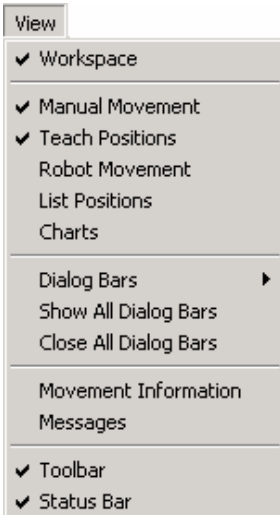 View
Workspace
Manual Movement
Teach Positions
Robot Movement
List Positions
Charts
Dialog Bars
Show All Dialog Bars
Close All Dialog Bars
Movement Information
Messages
Toolbar
Status Bar